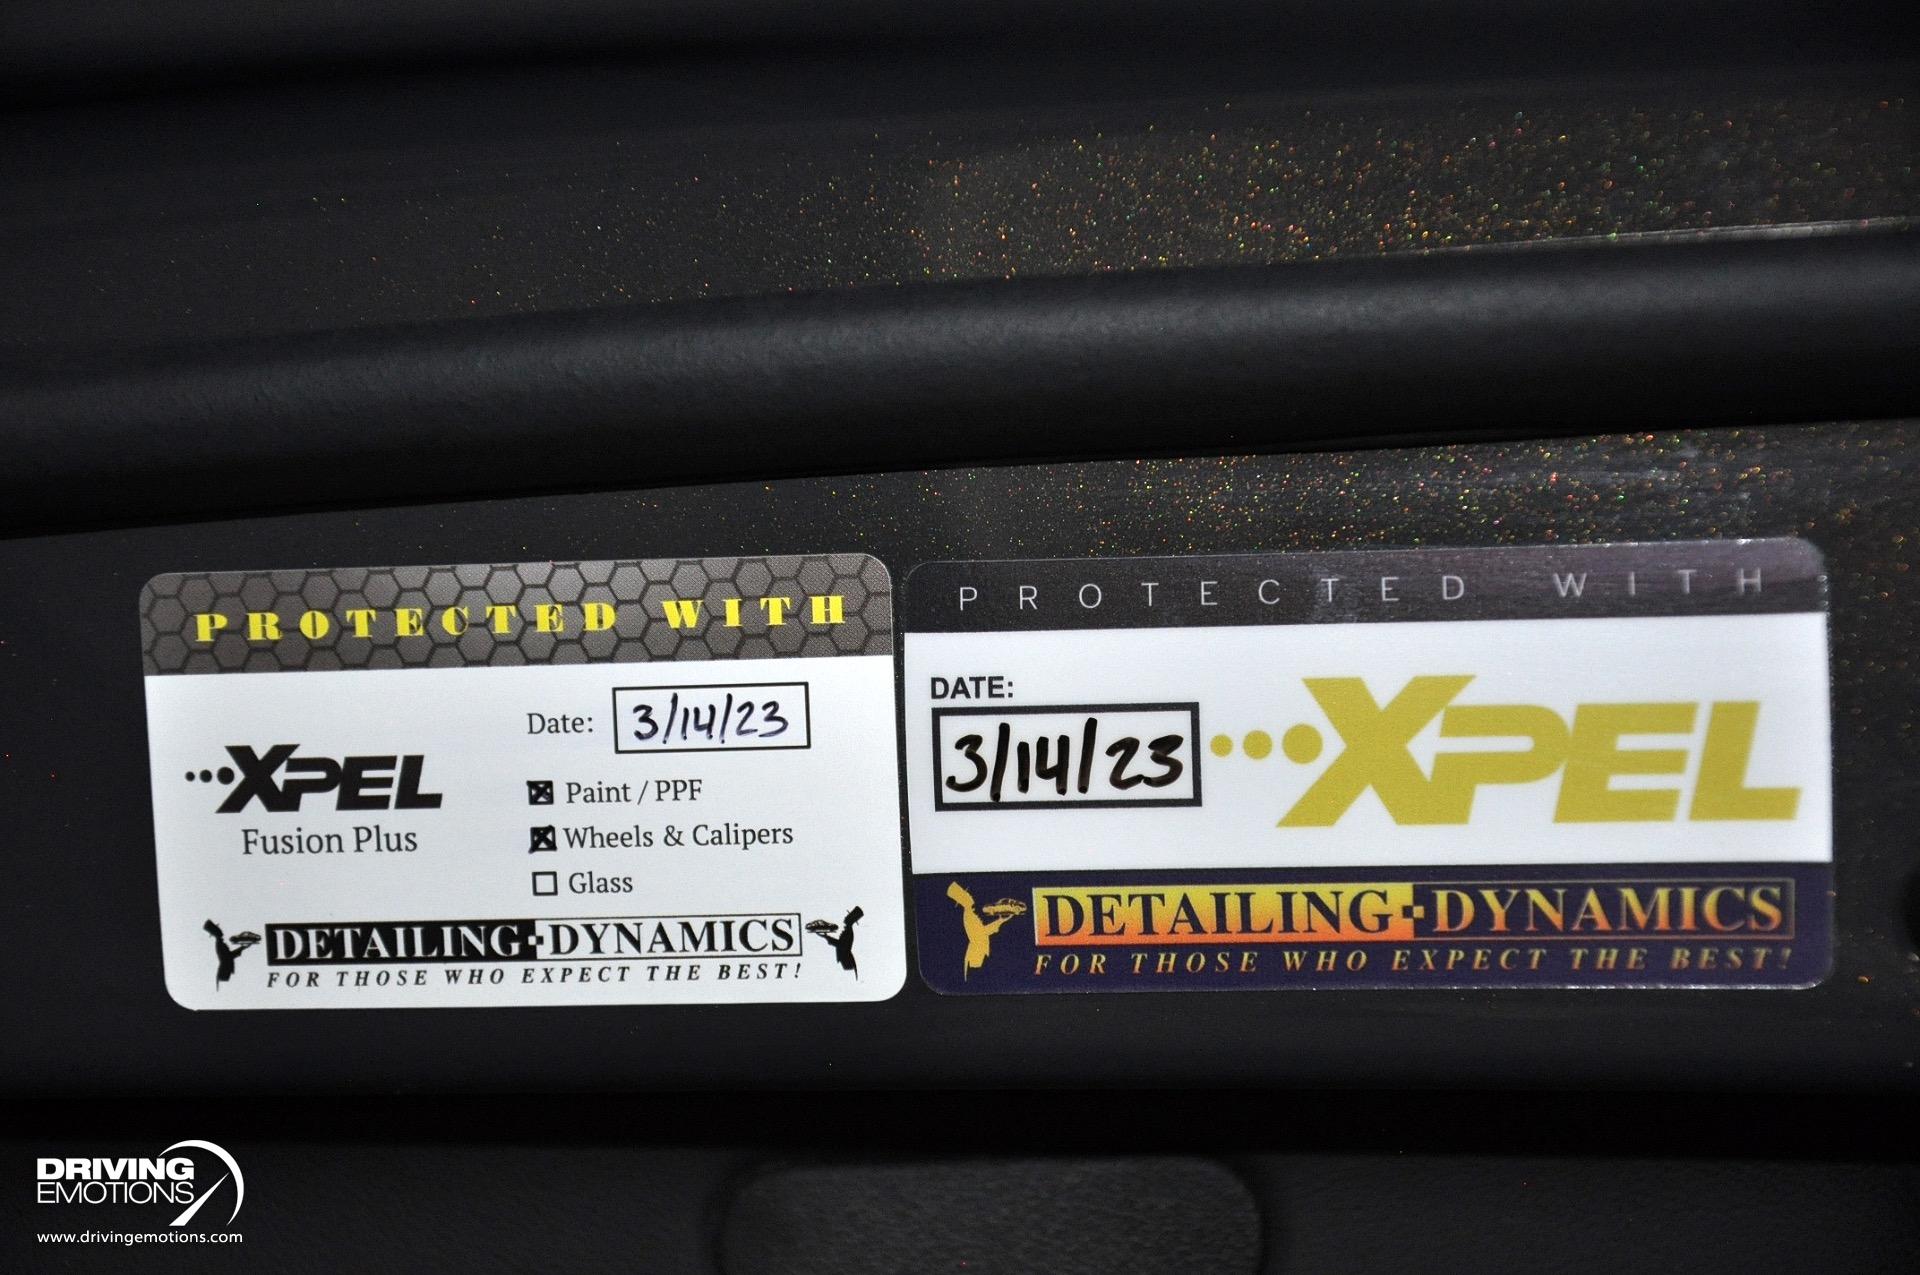 PROTECTED WITH
Date: 3/14/23
XPEL
Fusion Plus
Paint / PPF
Wheels & Calipers
Glass
DETAILING DYNAMICS
FOR THOSE WHO EXPECT THE BEST!
PROTECTED WITH
DATE:
3/14/23
XPEL
DETAILING DYNAMICS
FOR THOSE WHO EXPECT THE BEST!
DRIVING
EMOTIONS
www.drivingemotions.com